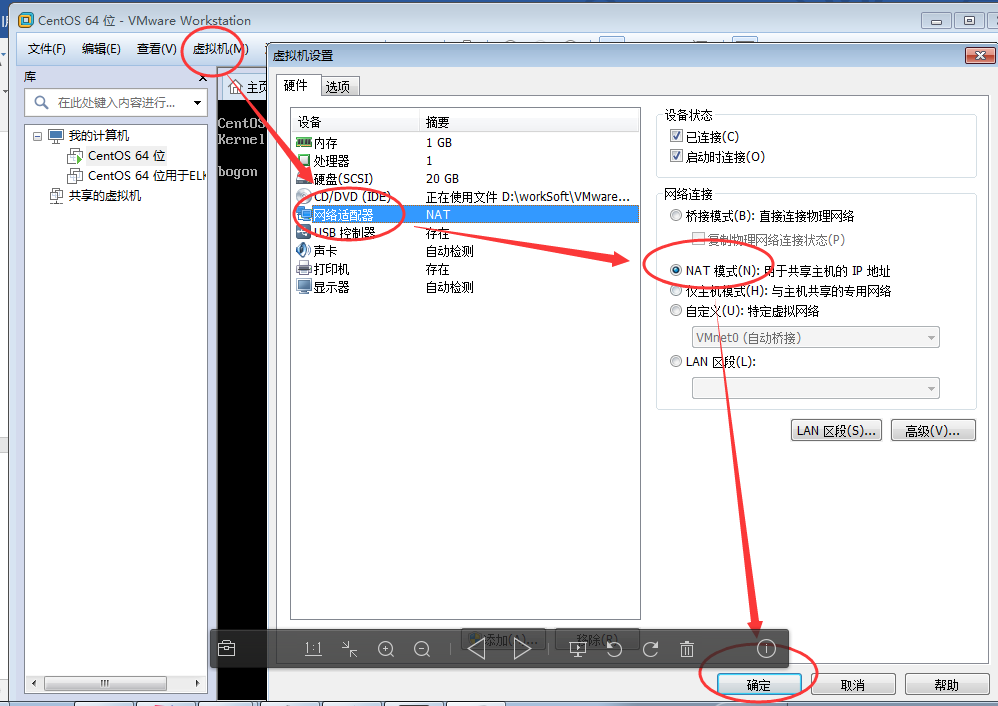 CentOS 64 位 - VMware Workstation
文件(F) 编辑(E) 查看(V) 虚拟机(M)
库
在此处键入内容进行...
我的计算机
CentOS 64 位
CentOS 64 位用于ELK
共享的虚拟机
主页
CentOS
Kernel
bogon
虚拟机设置
硬件 选项
设备 摘要
内存 1 GB
处理器 1
硬盘(SCSI) 20 GB
CD/DVD (IDE) 正在使用文件 D:\workSoft\VMware...
网络适配器 NAT
USB 控制器 存在
声卡 自动检测
打印机 存在
显示器 自动检测
添加(A)... 移除(R)
设备状态
已连接(C)
启动时连接(O)
网络连接
桥接模式(B): 直接连接物理网络
复制物理网络连接状态(P)
NAT 模式(N): 用于共享主机的 IP 地址
仅主机模式(H): 与主机共享的专用网络
自定义(U): 特定虚拟网络
VMnet0 (自动桥接)
LAN 区段(L):
LAN 区段(S)... 高级(V)...
1:1
确定 取消 帮助